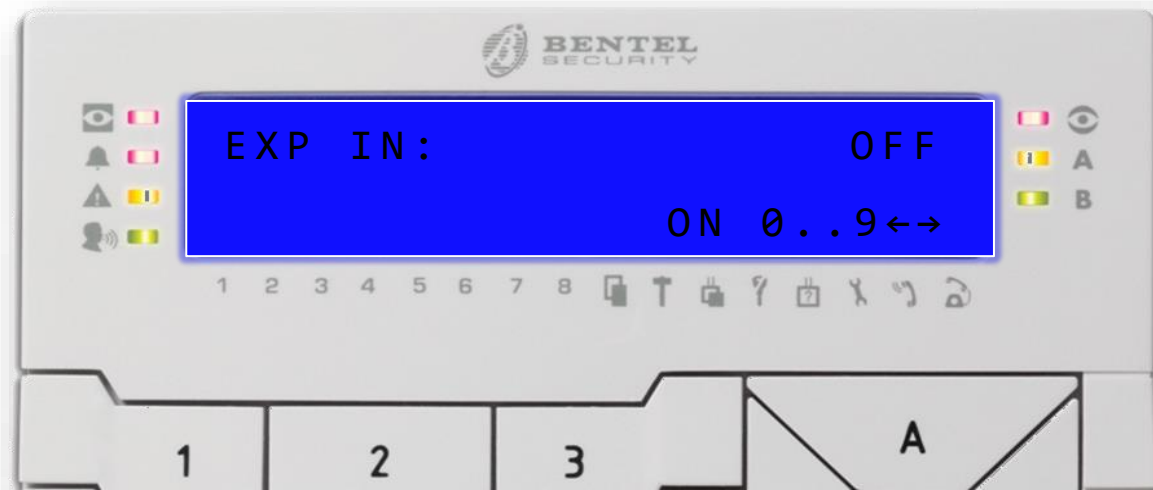 BENTEL
SECURITY
EXP IN: OFF
ON 0..9←→
A
B
1 2 3 4 5 6 7 8
1 2 3 A